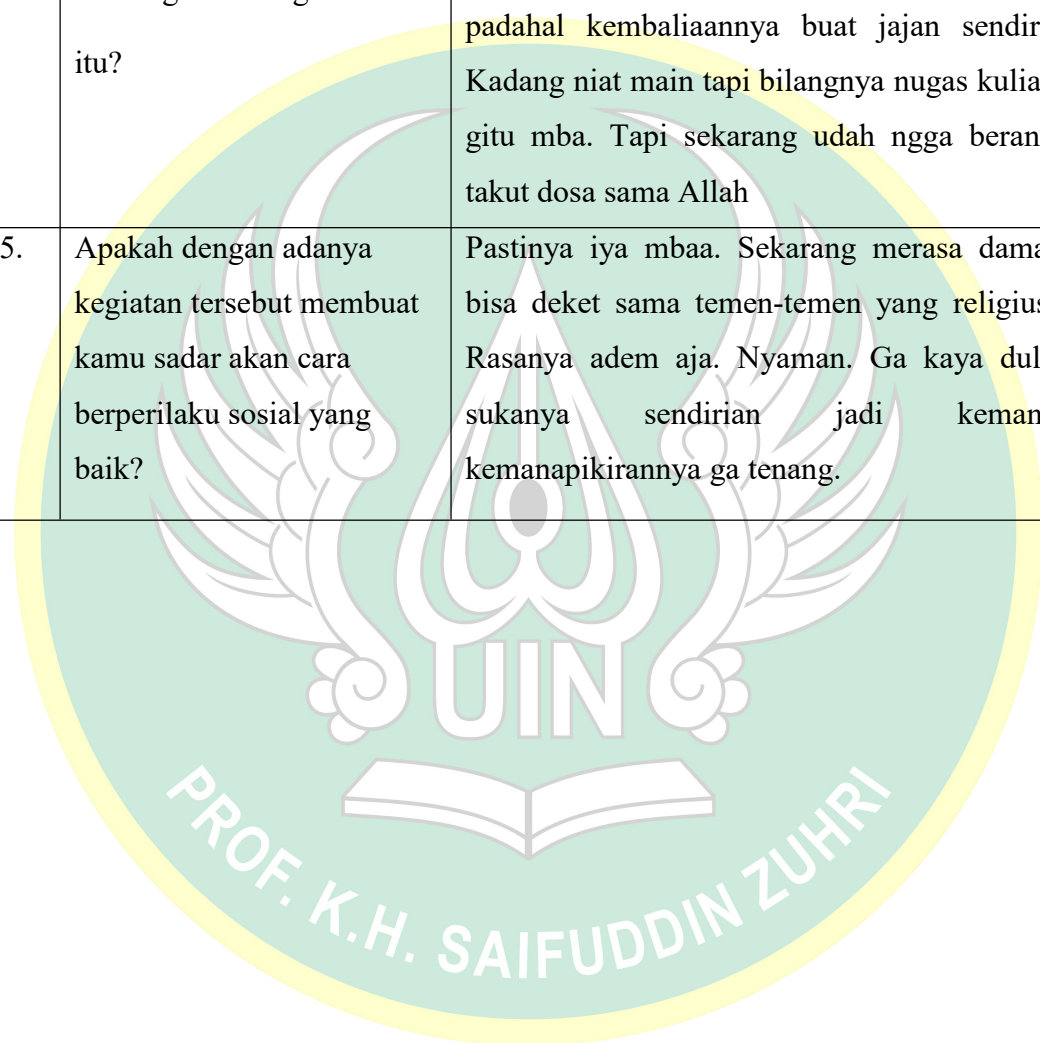 itu?
padahal kembaliaannya buat jajan sendir
Kadang niat main tapi bilangnya nugas kulia
gitu mba. Tapi sekarang udah ngga beran
takut dosa sama Allah
5.
Apakah dengan adanya
kegiatan tersebut membuat
kamu sadar akan cara
berperilaku sosial yang
baik?
Pastinya iya mbaa. Sekarang merasa dama
bisa deket sama temen-temen yang religius
Rasanya adem aja. Nyaman. Ga kaya dul
sukanya sendirian jadi keman
kemanapikirannya ga tenang.
UIN
PROF. K.H. SAIFUDDIN ZUHRI